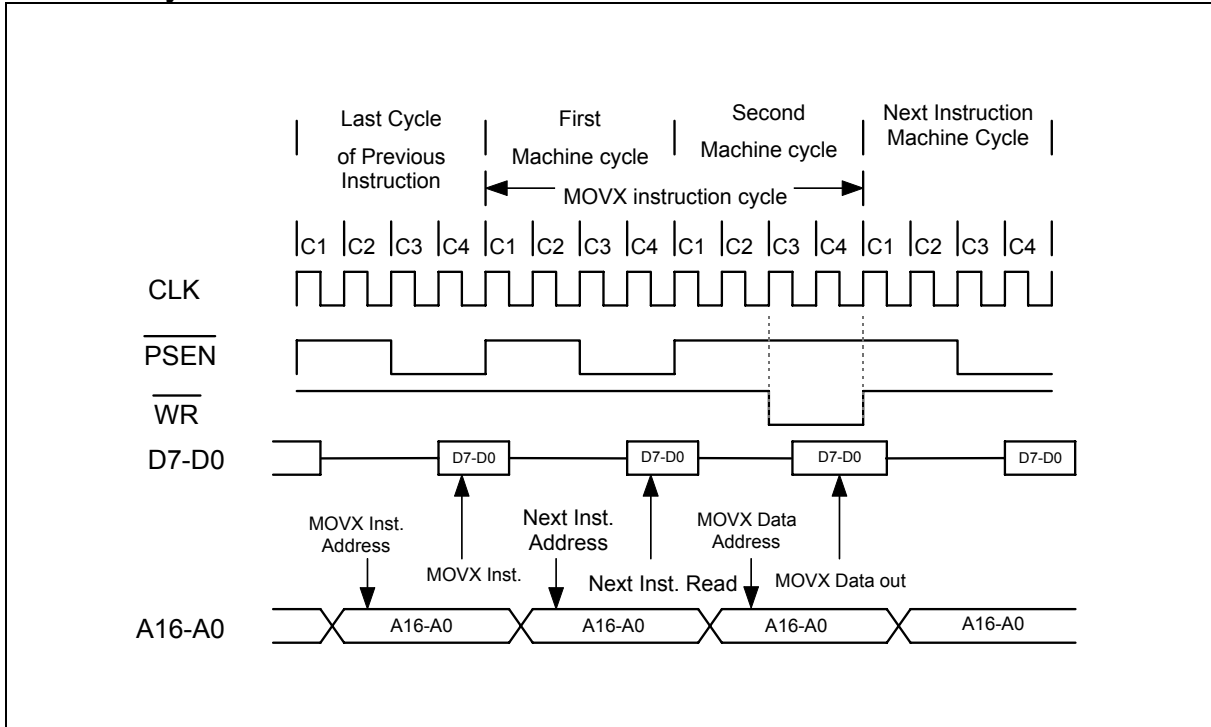 Last Cycle
of Previous
Instruction
First
Machine cycle
Second
Machine cycle
Next Instruction
Machine Cycle
MOVX instruction cycle
C1 C2 C3 C4 C1 C2 C3 C4 C1 C2 C3 C4 C1 C2 C3 C4
CLK
PSEN
WR
D7-D0
D7-D0 D7-D0 D7-D0 D7-D0
MOVX Inst.
Address
MOVX Inst.
Next Inst.
Address
Next Inst. Read
MOVX Data
Address
MOVX Data out
A16-A0
A16-A0 A16-A0 A16-A0 A16-A0